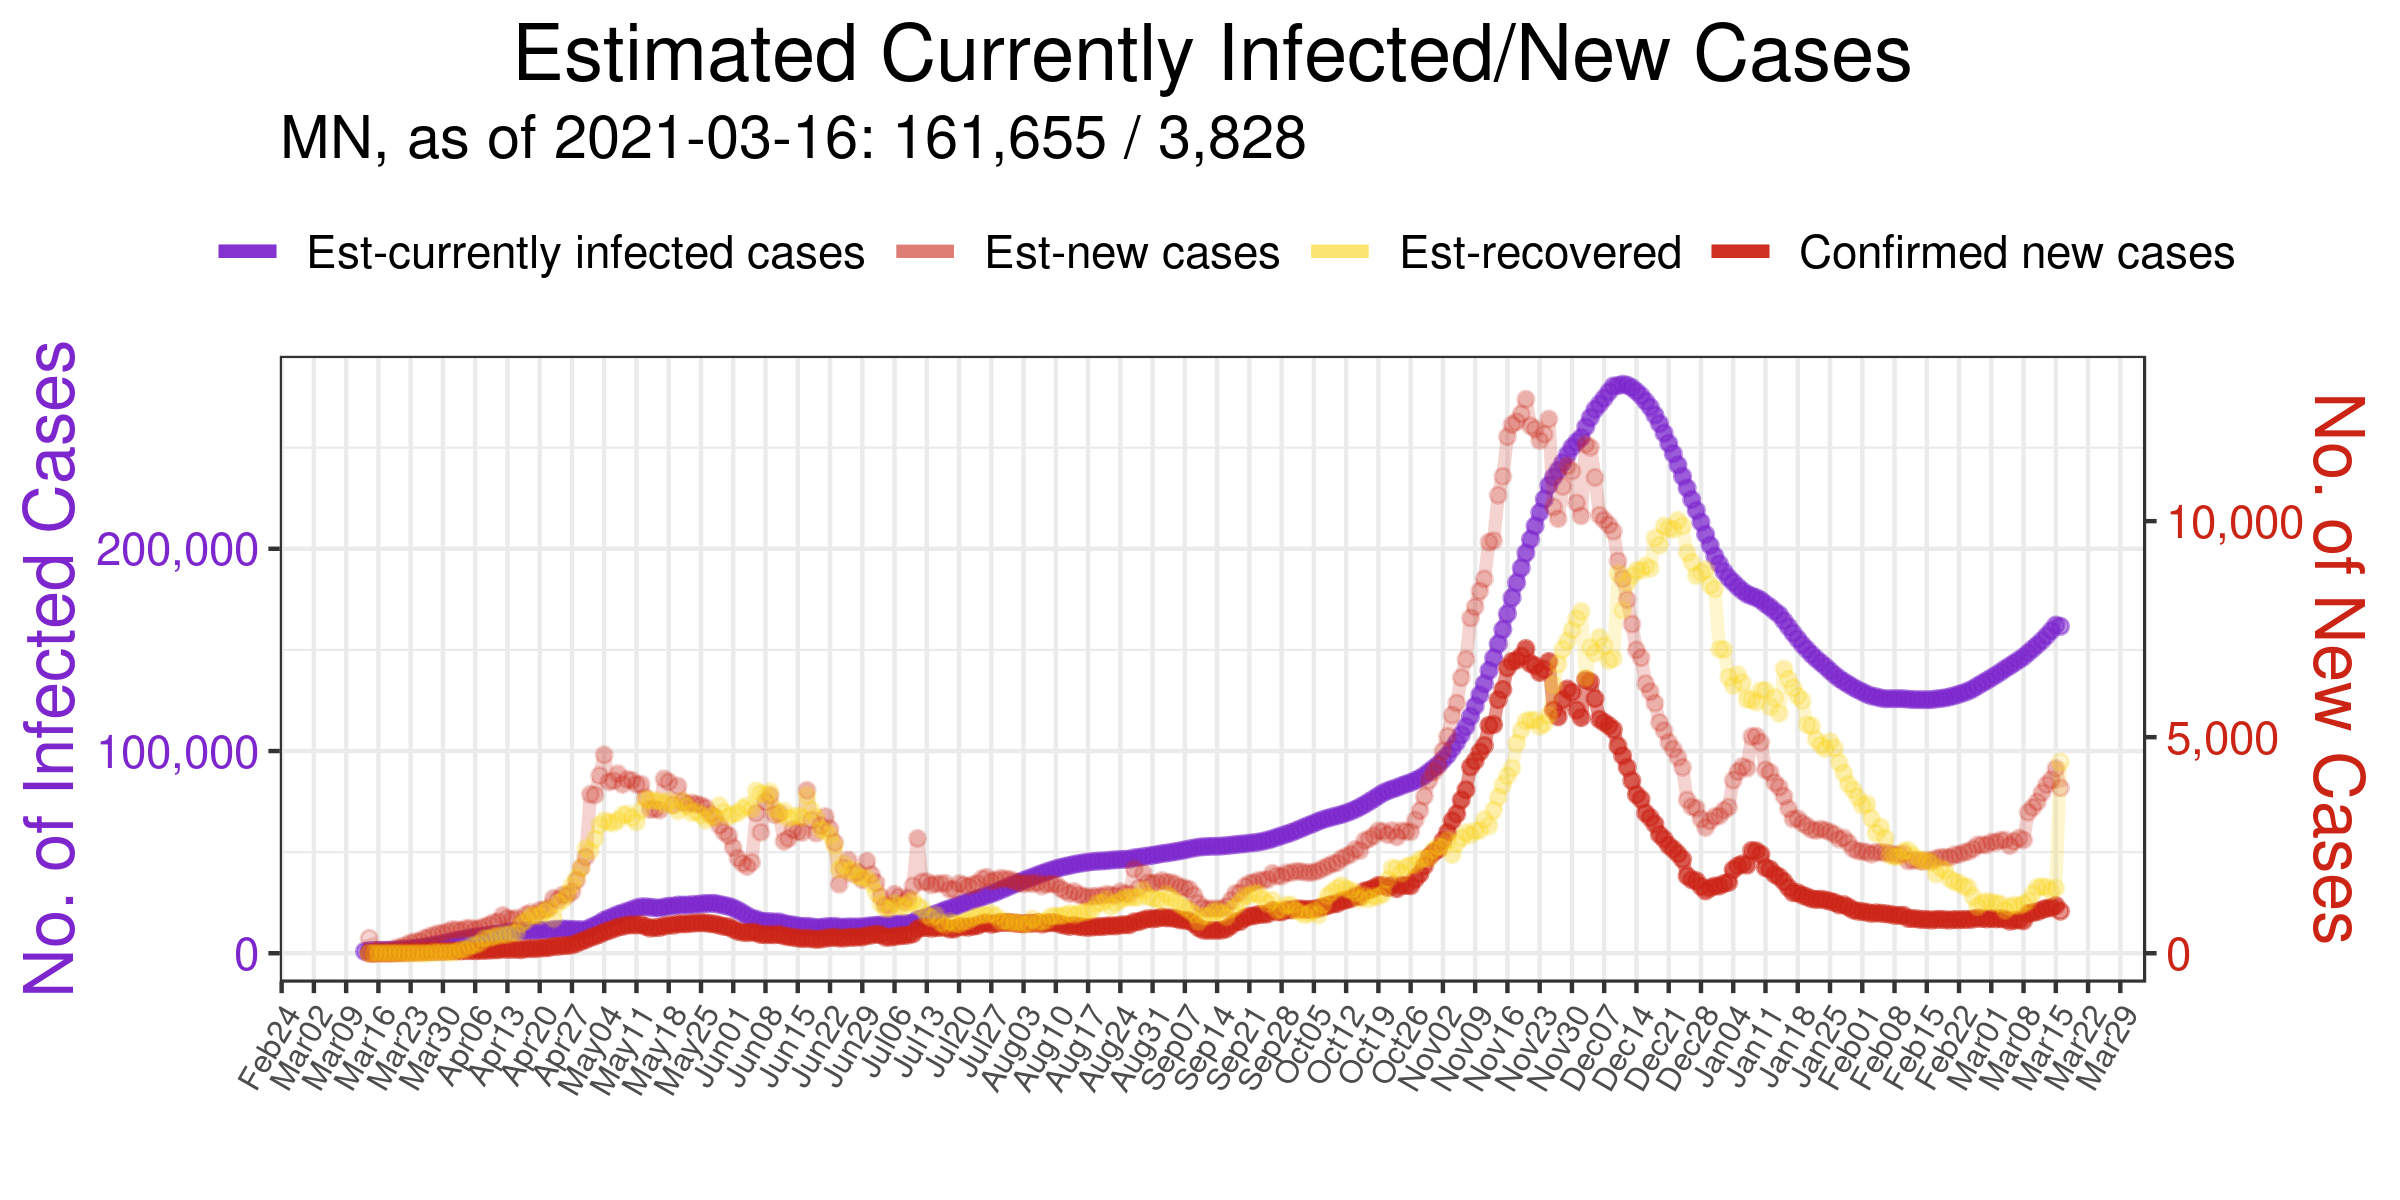 Estimated Currently Infected/New Cases
MN, as of 2021-03-16: 161,655 / 3,828
Est-currently infected cases Est-new cases Est-recovered Confirmed new cases
No. of Infected Cases
200,000
100,000
0
10,000
5,000
0
No. of New Cases
Feb24 Mar02 Mar09 Mar16 Mar23 Mar30 Apr06 Apr13 Apr20 Apr27 May04 May11 May18 May25 Jun01 Jun08 Jun15 Jun22 Jun29 Jul06 Jul13 Jul20 Jul27 Aug03 Aug10 Aug17 Aug24 Aug31 Sep07 Sep14 Sep21 Sep28 Oct05 Oct12 Oct19 Oct26 Nov02 Nov09 Nov16 Nov23 Nov30 Dec07 Dec14 Dec21 Dec28 Jan04 Jan11 Jan18 Jan25 Feb01 Feb08 Feb15 Feb22 Mar01 Mar08 Mar15 Mar22 Mar29